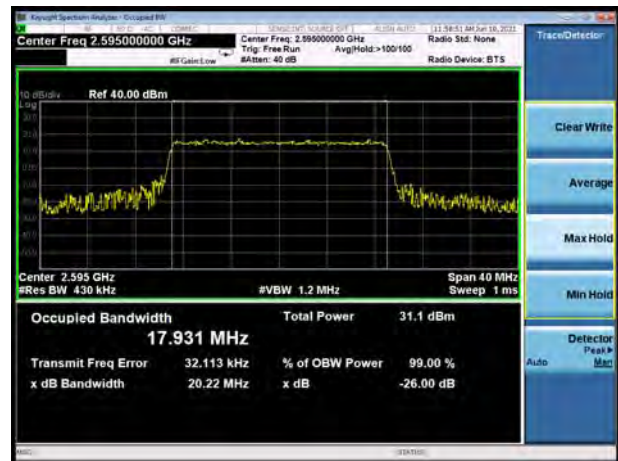 Keysight Spectrum Analyzer - Occupied BW
Center Freq 2.595000000 GHz
Center Freq: 2.595000000 GHz
Radio Std: None
Trig: Free Run
Avg|Hold:>100/100
#IFGain:Low
#Atten: 40 dB
Radio Device: BTS
Trace/Detector
10 dB/div
Ref 40.00 dBm
Log
Clear Write
Average
Max Hold
Min Hold
Center 2.595 GHz
Span 40 MHz
#Res BW 430 kHz
#VBW 1.2 MHz
Sweep 1 ms
Occupied Bandwidth
17.931 MHz
Total Power
31.1 dBm
Transmit Freq Error
32.113 kHz
% of OBW Power
99.00 %
x dB Bandwidth
20.22 MHz
x dB
-26.00 dB
Detector
Peak▶
Auto
Man
MSG
STATUS